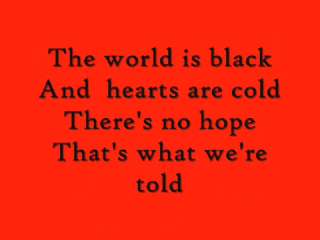 The world is black
And  hearts are cold
There's no hope
That's what we're
told